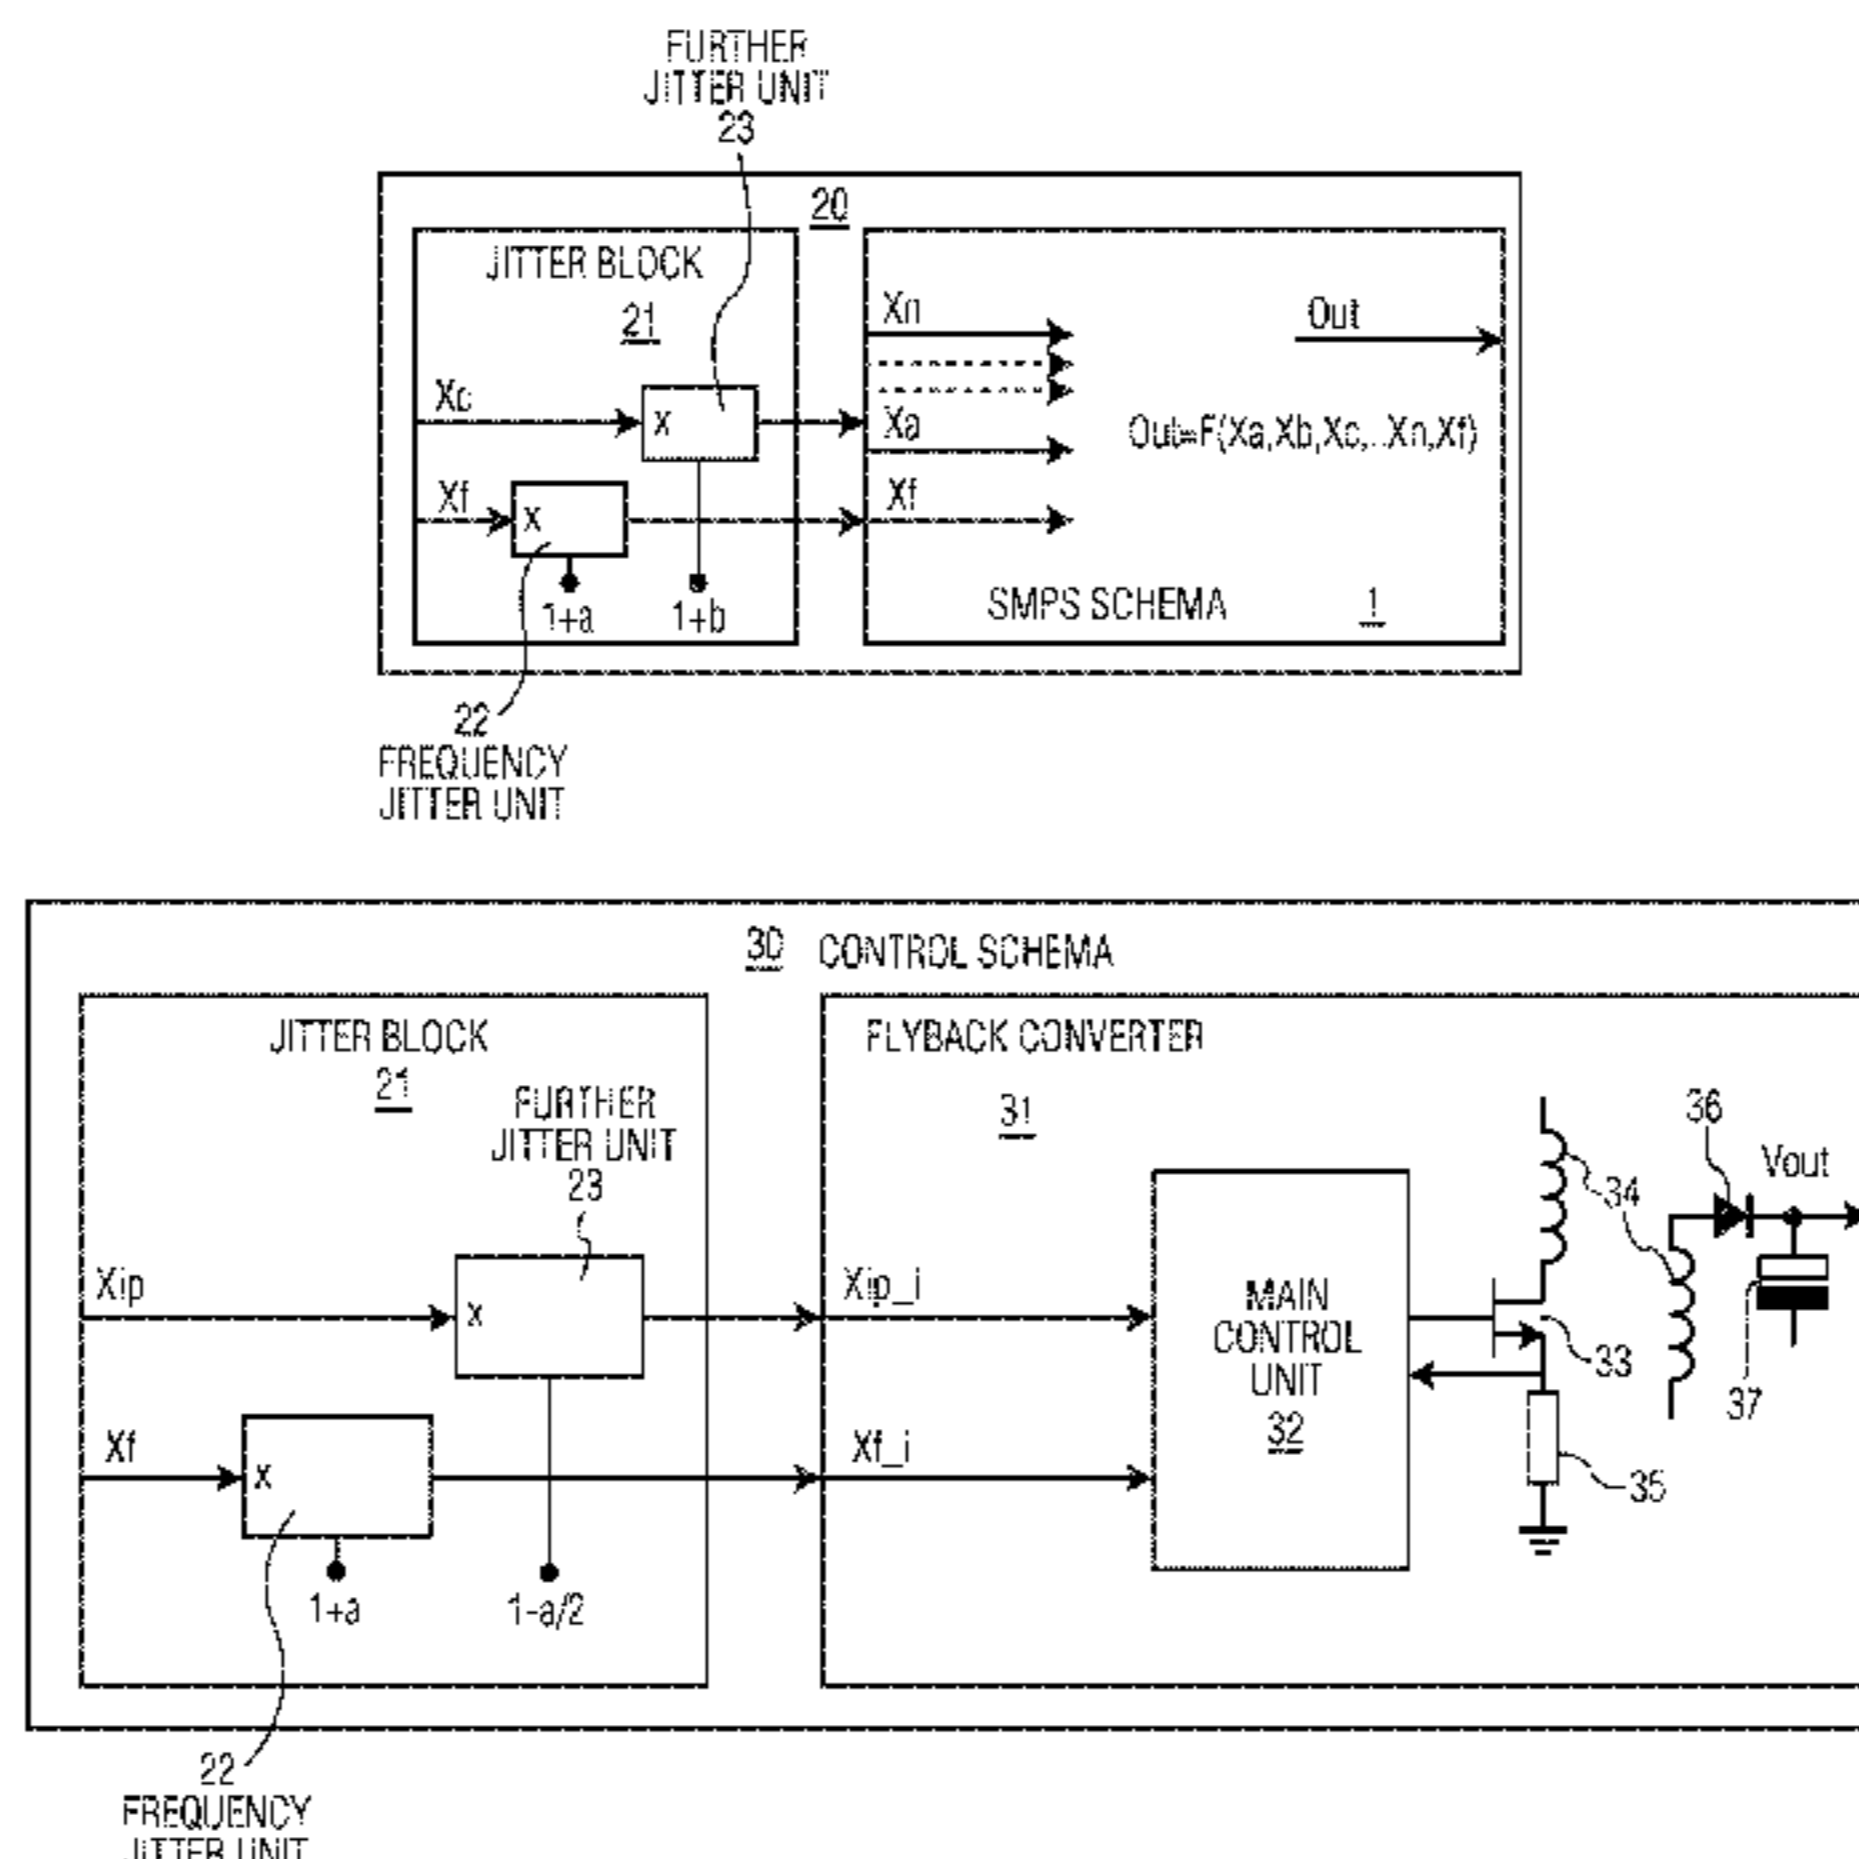 FURTHER
JITTER UNIT
23
20
JITTER BLOCK
21
Xn
Out
Xc
x
Xa
Out=F(Xa,Xb,Xc,..Xn,Xf)
Xf
x
Xf
1+a
1+b
SMPS SCHEMA
1
22
FREQUENCY
JITTER UNIT
30 CONTROL SCHEMA
JITTER BLOCK
21
FLYBACK CONVERTER
31
FURTHER
JITTER UNIT
23
36
Vout
34
Xip
x
Xip_i
MAIN
CONTROL
UNIT
32
33
37
Xf
x
Xf_i
35
1+a
1-a/2
22
FREQUENCY
JITTER UNIT